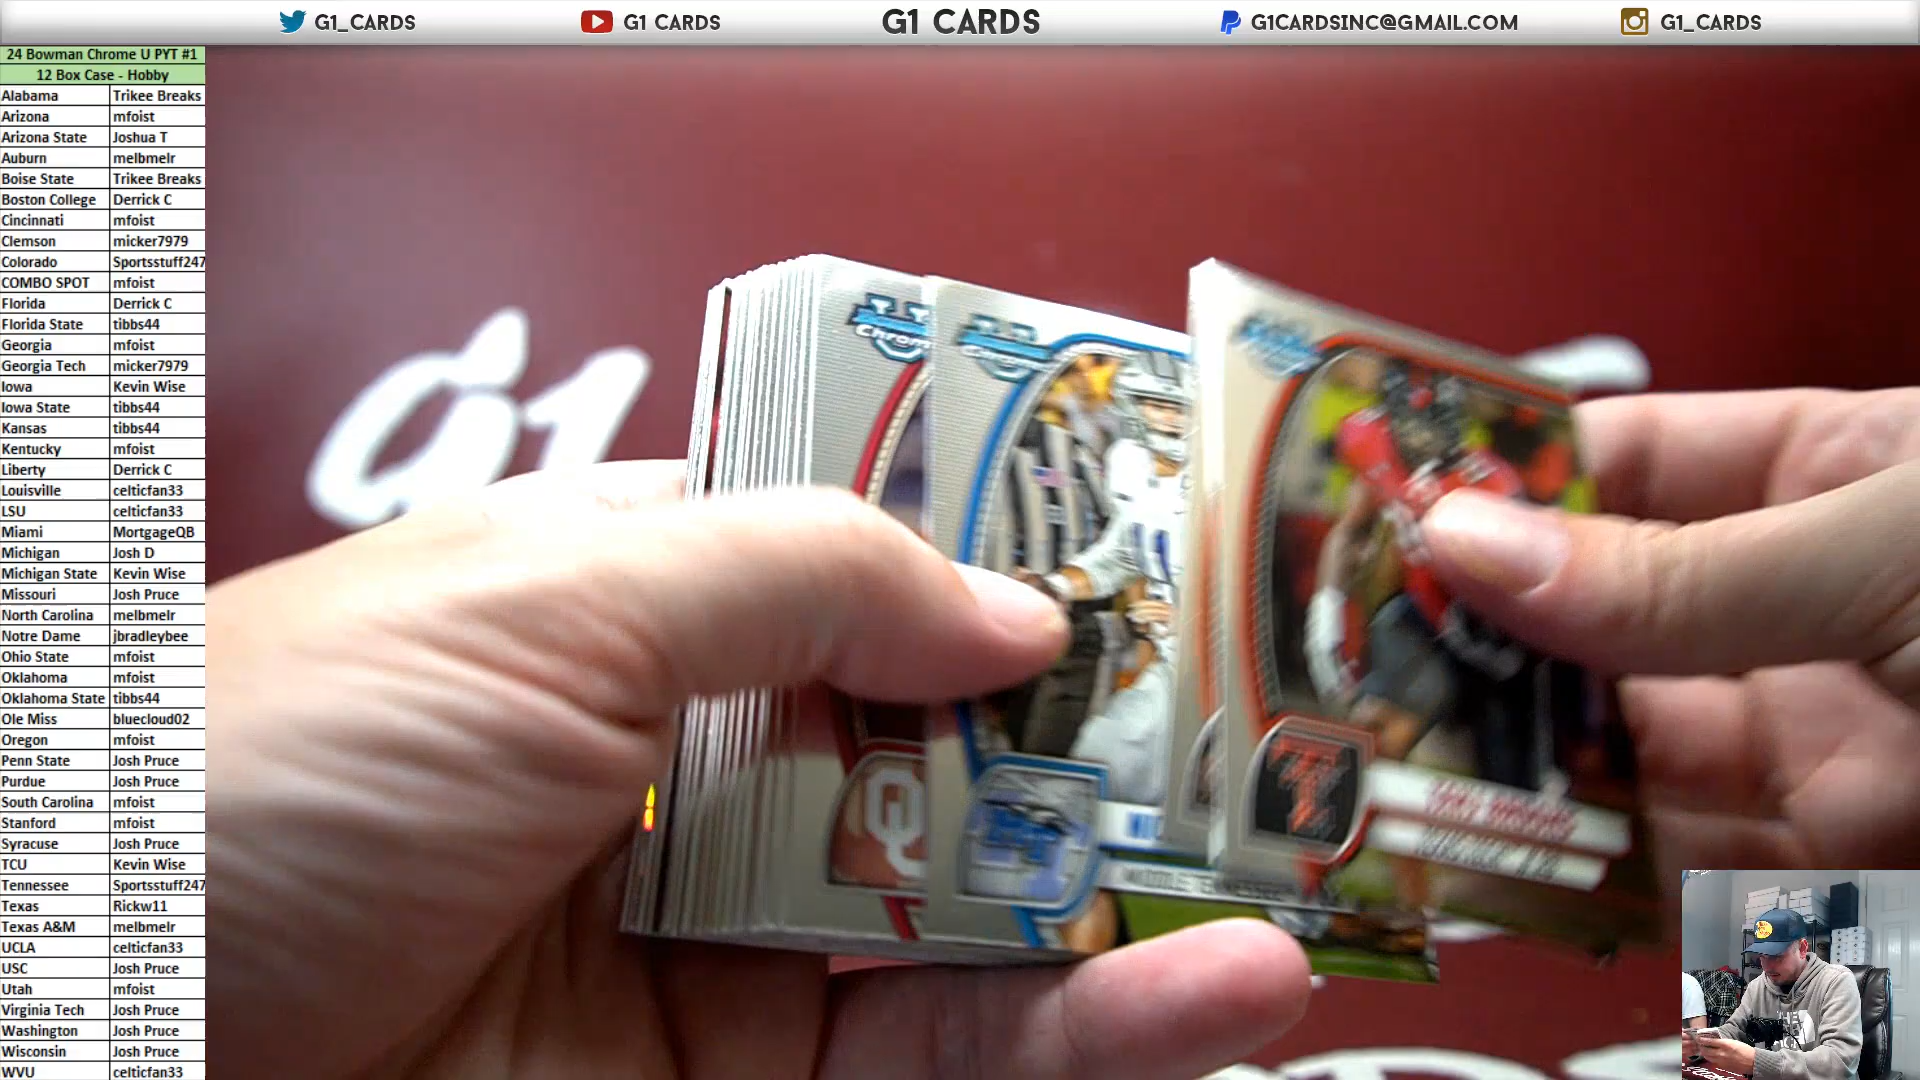 G1_CARDS
G1 CARDS
G1 CARDS
G1CARDSINC@GMAIL.COM
G1_CARDS
24 Bowman Chrome U PYT #1
12 Box Case - Hobby
Alabama Trikee Breaks
Arizona mfoist
Arizona State Joshua T
Auburn melbmelr
Boise State Trikee Breaks
Boston College Derrick C
Cincinnati mfoist
Clemson micker7979
Colorado Sportsstuff247
COMBO SPOT mfoist
Florida Derrick C
Florida State tibbs44
Georgia mfoist
Georgia Tech micker7979
Iowa Kevin Wise
Iowa State tibbs44
Kansas tibbs44
Kentucky mfoist
Liberty Derrick C
Louisville celticfan33
LSU celticfan33
Miami MortgageQB
Michigan Josh D
Michigan State Kevin Wise
Missouri Josh Pruce
North Carolina melbmelr
Notre Dame jbradleybee
Ohio State mfoist
Oklahoma mfoist
Oklahoma State tibbs44
Ole Miss bluecloud02
Oregon mfoist
Penn State Josh Pruce
Purdue Josh Pruce
South Carolina mfoist
Stanford mfoist
Syracuse Josh Pruce
TCU Kevin Wise
Tennessee Sportsstuff247
Texas Rickw11
Texas A&M melbmelr
UCLA celticfan33
USC Josh Pruce
Utah mfoist
Virginia Tech Josh Pruce
Washington Josh Pruce
Wisconsin Josh Pruce
WVU celticfan33
G1
Chrom
Chrome
MIDDLE TENNESSEE